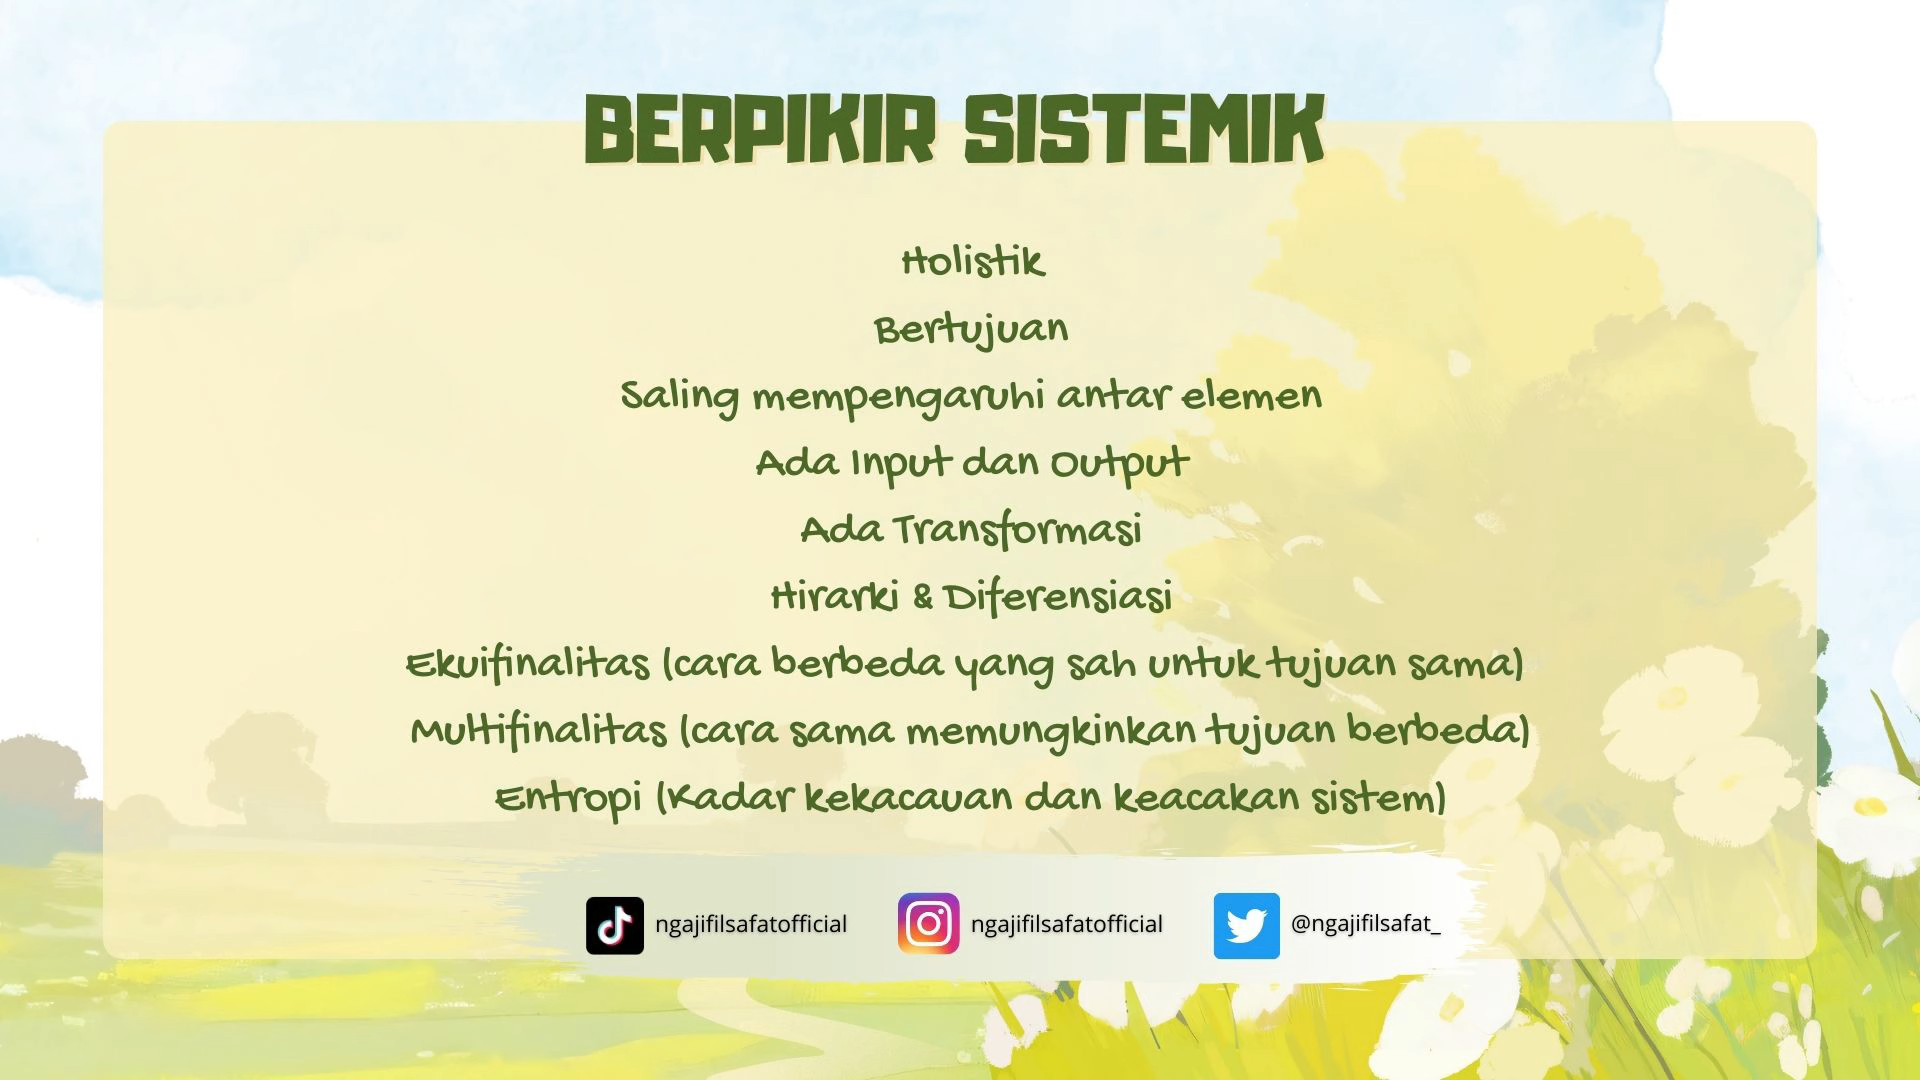 BERPIKIR SISTEMIK
Holistik
Bertujuan
Saling mempengaruhi antar elemen
Ada Input dan Output
Ada Transformasi
Hirarki & Diferensiasi
Ekuifinalitas (cara berbeda yang sah untuk tujuan sama)
Multifinalitas (cara sama memungkinkan tujuan berbeda)
Entropi (Kadar kekacauan dan keacakan sistem)
ngajifilsafatofficial ngajifilsafatofficial @ngajifilsafat_